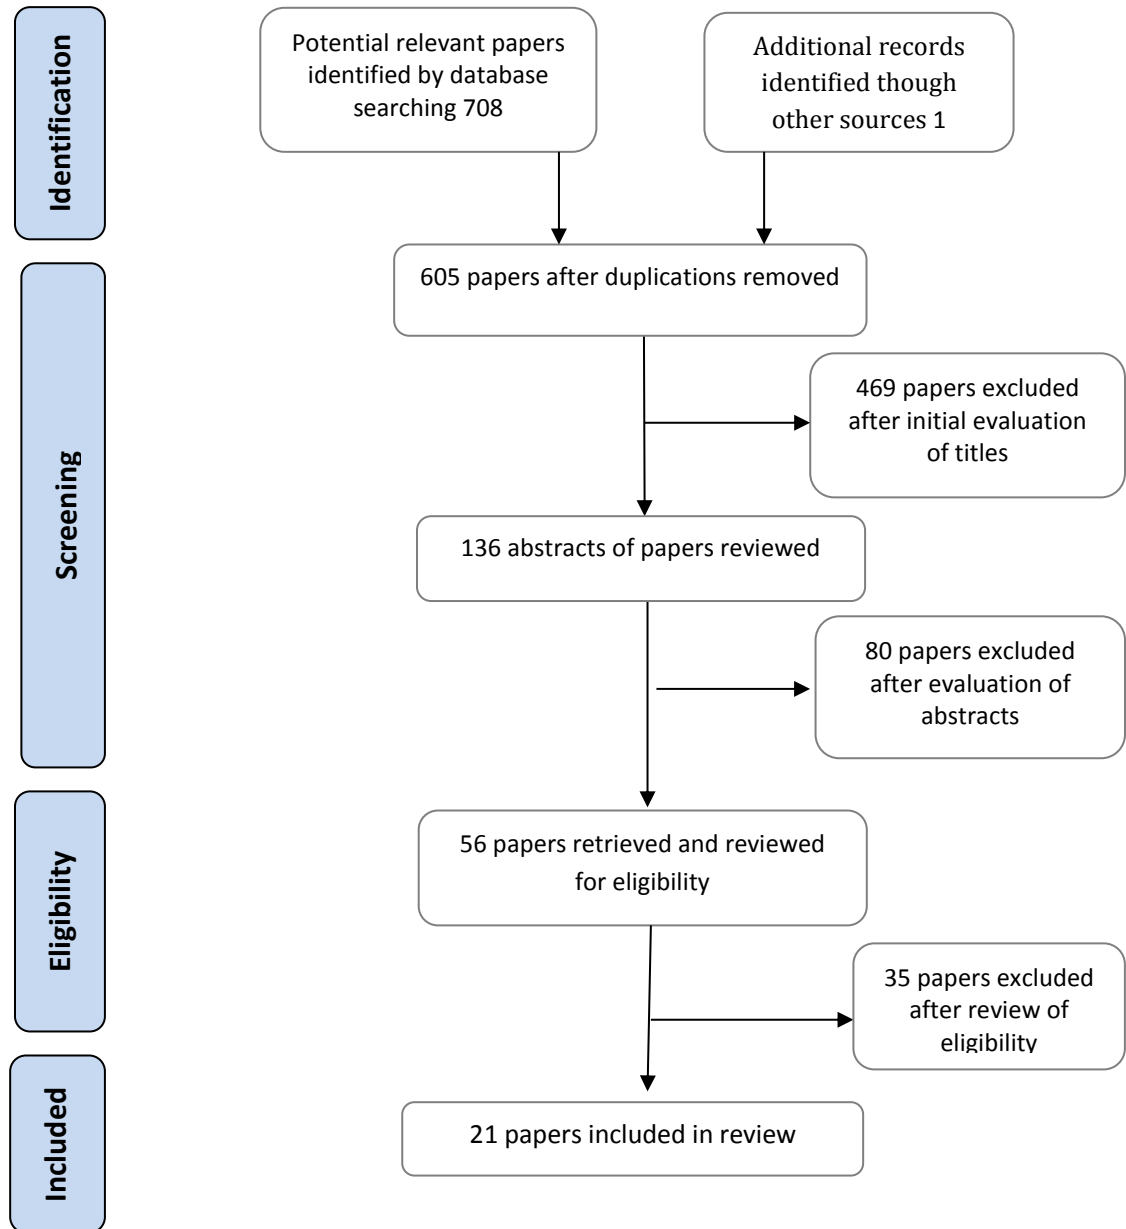 Identification
Potential relevant papers
identified by database
searching 708
Additional records
identified though
other sources 1
Screening
605 papers after duplications removed
469 papers excluded
after initial evaluation
of titles
136 abstracts of papers reviewed
80 papers excluded
after evaluation of
abstracts
Eligibility
56 papers retrieved and reviewed
for eligibility
35 papers excluded
after review of
eligibility
Included
21 papers included in review